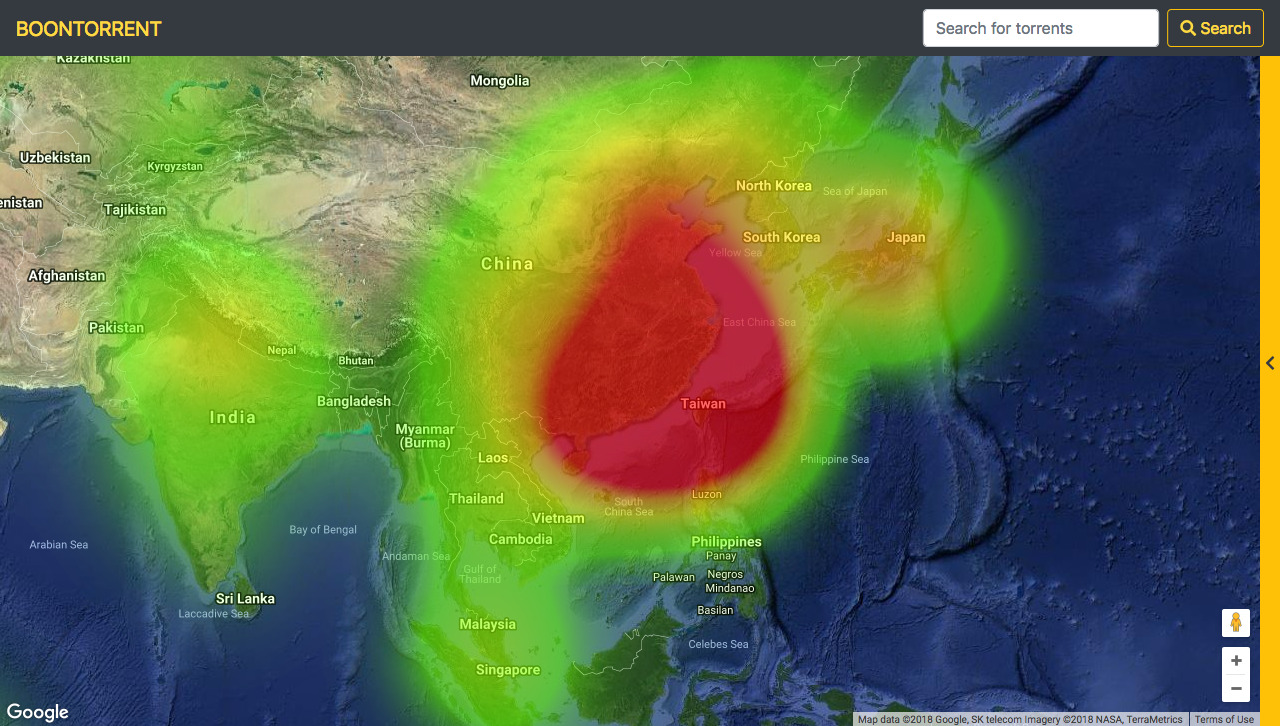 BOONTORRENT
Search for torrents
Search
Kazakhstan
Mongolia
Uzbekistan
Kyrgyzstan
North Korea
Sea of Japan
enistan
Tajikistan
South Korea
Japan
Yellow Sea
China
Afghanistan
Pakistan
East China Sea
Nepal
Bhutan
Bangladesh
Taiwan
India
Myanmar
(Burma)
Laos
Philippine Sea
Thailand
Luzon
South
China Sea
Vietnam
Bay of Bengal
Cambodia
Philippines
Arabian Sea
Andaman Sea
Panay
Gulf of
Thailand
Palawan
Negros
Mindanao
Sri Lanka
Laccadive Sea
Basilan
Malaysia
Celebes Sea
Singapore
Google
Map data ©2018 Google, SK telecom Imagery ©2018 NASA, TerraMetrics
Terms of Use